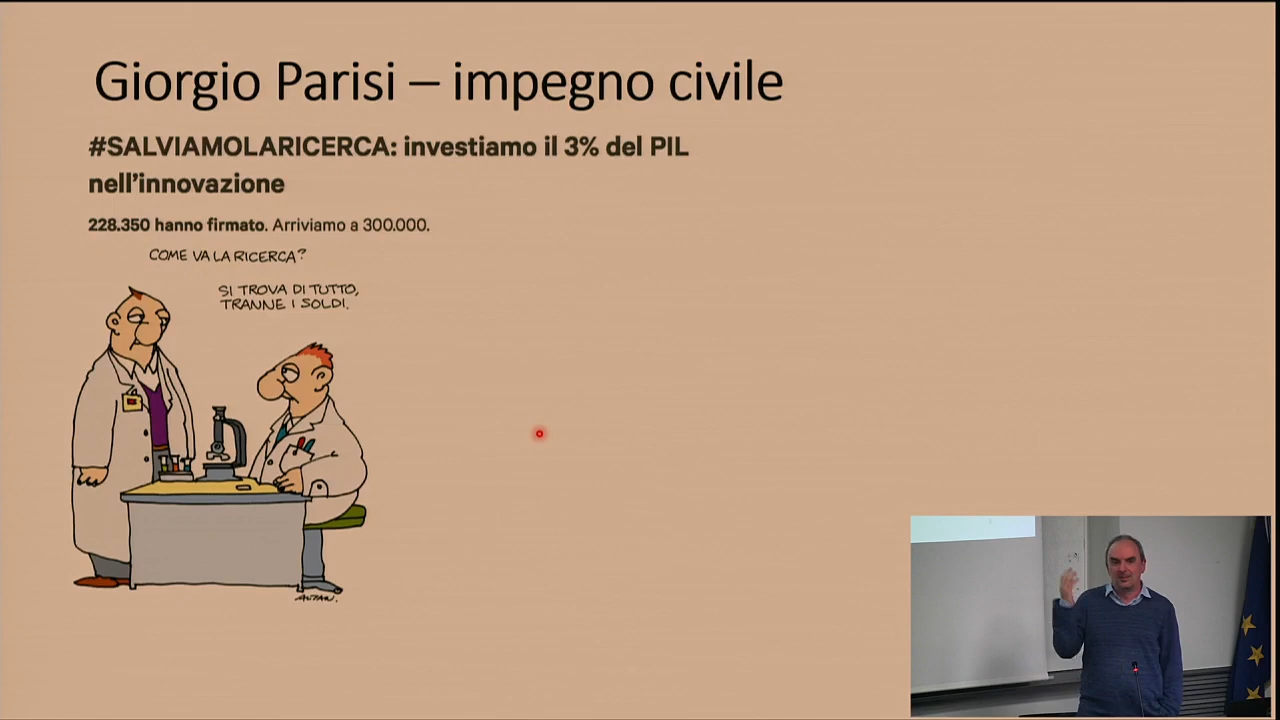 Giorgio Parisi – impegno civile
#SALVIAMOLARICERCA: investiamo il 3% del PIL
nell'innovazione
228.350 hanno firmato. Arriviamo a 300.000.
COME VA LA RICERCA?
SI TROVA DI TUTTO,
TRANNE I SOLDI.
ALTAN.